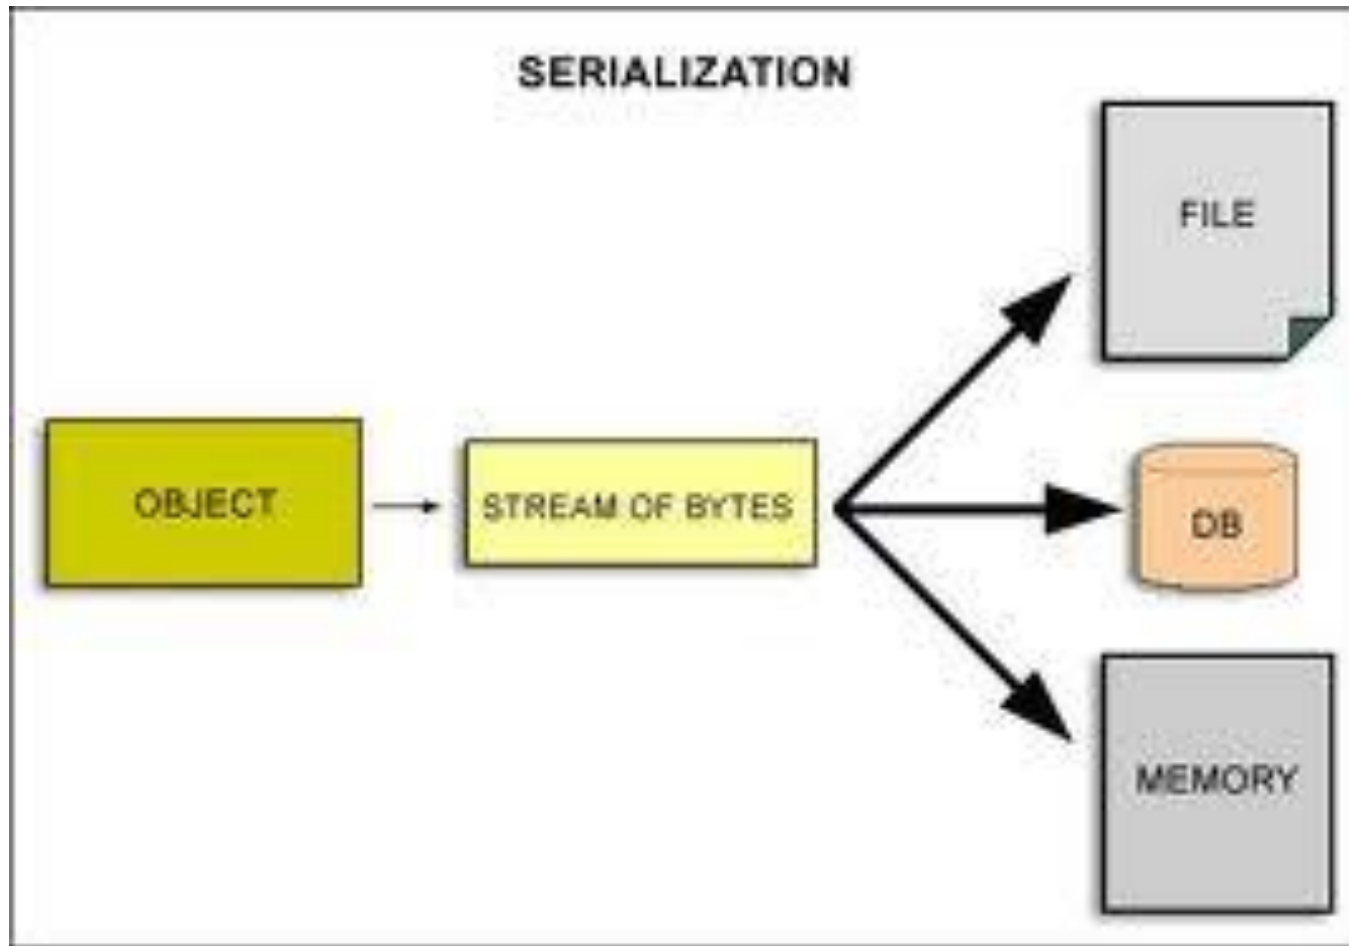 SERIALIZATION
FILE
OBJECT
STREAM OF BYTES
DB
MEMORY